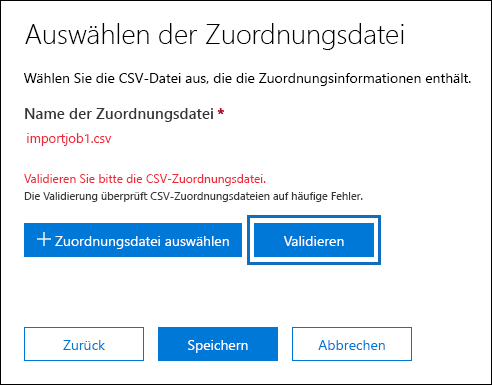 Auswählen der Zuordnungsdatei
Wählen Sie die CSV-Datei aus, die die Zuordnungsinformationen enthält.
Name der Zuordnungsdatei *
importjob1.csv
Validieren Sie bitte die CSV-Zuordnungsdatei.
Die Validierung überprüft CSV-Zuordnungsdateien auf häufige Fehler.
+ Zuordnungsdatei auswählen Validieren
Zurück Speichern Abbrechen